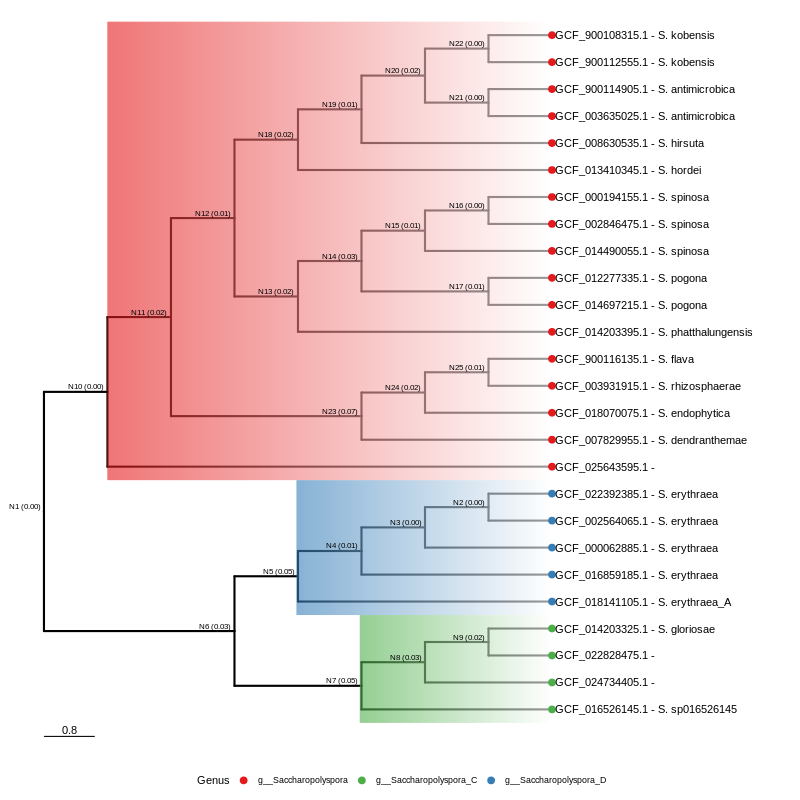 GCF_900108315.1 - S. kobensis
N22 (0.00)
GCF_900112555.1 - S. kobensis
N20 (0.02)
GCF_900114905.1 - S. antimicrobica
N21 (0.00)
N19 (0.01)
GCF_003635025.1 - S. antimicrobica
N18 (0.02)
GCF_008630535.1 - S. hirsuta
GCF_013410345.1 - S. hordei
GCF_000194155.1 - S. spinosa
N16 (0.00)
N12 (0.01)
GCF_002846475.1 - S. spinosa
N15 (0.01)
GCF_014490055.1 - S. spinosa
N14 (0.03)
GCF_012277335.1 - S. pogona
N17 (0.01)
N13 (0.02)
GCF_014697215.1 - S. pogona
N11 (0.02)
GCF_014203395.1 - S. phatthalungensis
GCF_900116135.1 - S. flava
N25 (0.01)
GCF_003931915.1 - S. rhizosphaerae
N10 (0.00)
N24 (0.02)
GCF_018070075.1 - S. endophytica
N23 (0.07)
GCF_007829955.1 - S. dendranthemae
GCF_025643595.1 -
GCF_022392385.1 - S. erythraea
N2 (0.00)
N1 (0.00)
GCF_002564065.1 - S. erythraea
N3 (0.00)
GCF_000062885.1 - S. erythraea
N4 (0.01)
GCF_016859185.1 - S. erythraea
N5 (0.05)
GCF_018141105.1 - S. erythraea_A
N6 (0.03)
GCF_014203325.1 - S. gloriosae
N9 (0.02)
GCF_022828475.1 -
N8 (0.03)
GCF_024734405.1 -
N7 (0.05)
GCF_016526145.1 - S. sp016526145
0.8
Genus g__Saccharopolyspora g__Saccharopolyspora_C g__Saccharopolyspora_D